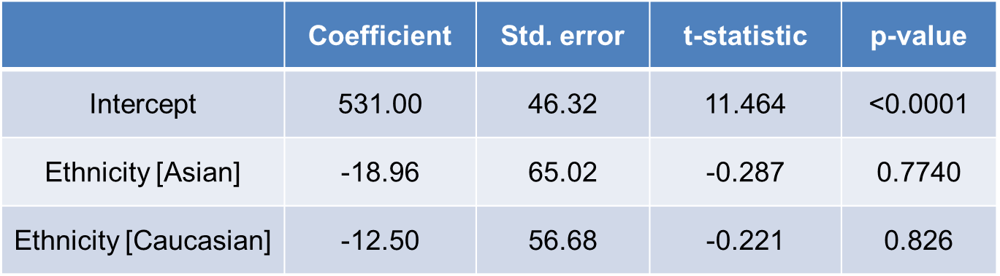 Coefficient Std. error t-statistic p-value
Intercept 531.00 46.32 11.464 <0.0001
Ethnicity [Asian] -18.96 65.02 -0.287 0.7740
Ethnicity [Caucasian] -12.50 56.68 -0.221 0.826